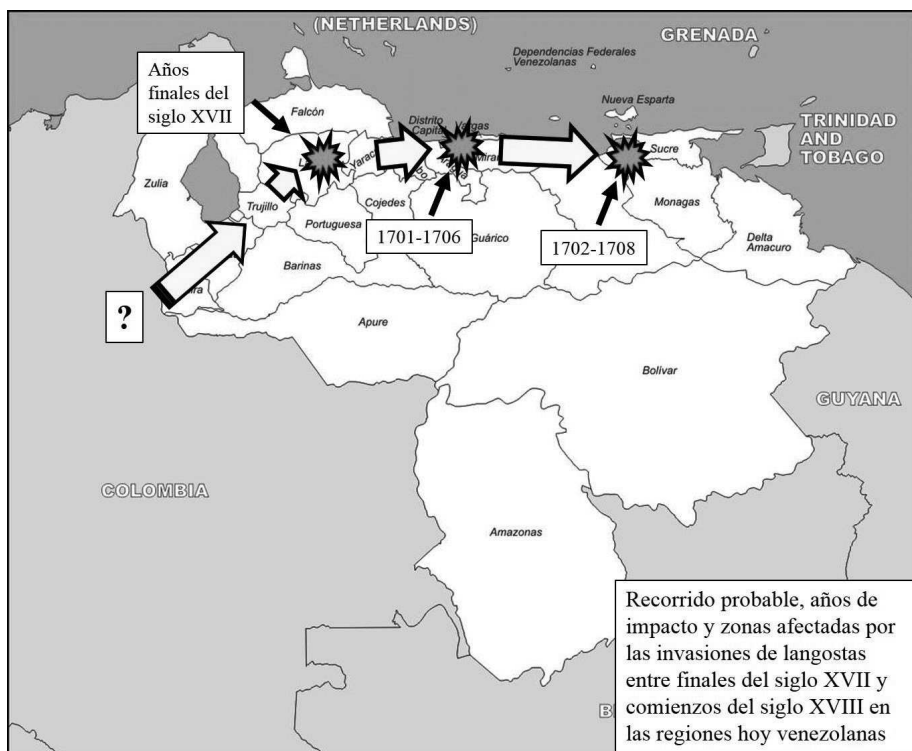 (NETHERLANDS)
GRENADA
Dependencias Federales
Venezolanas
Años
finales del
siglo XVII
Falcón
Distrito
Capital
Vargas
Nueva Esparta
TRINIDAD
AND
TOBAGO
Sucre
Zulia
Trujillo
Cojedes
Portuguesa
Monagas
1701-1706
Guárico
1702-1708
Delta
Amacuro
Barinas
?
Apure
Bolívar
GUYANA
COLOMBIA
Amazonas
Recorrido probable, años de
impacto y zonas afectadas por
las invasiones de langostas
entre finales del siglo XVII y
comienzos del siglo XVIII en
las regiones hoy venezolanas